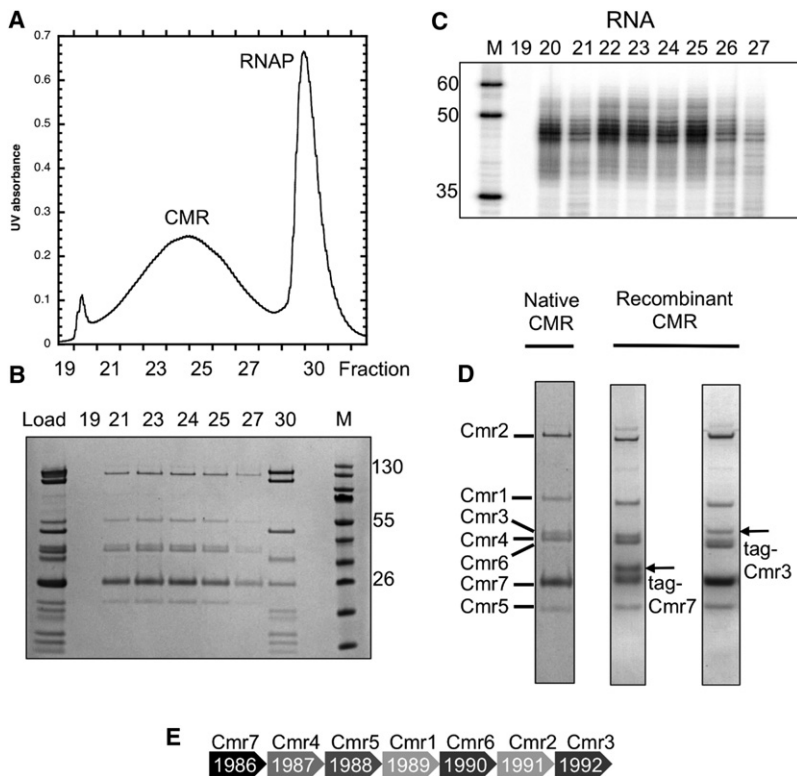 A
0.7
0.6
0.5
0.4
0.3
0.2
0.1
0
UV absorbance
RNAP
CMR
19 21 23 25 27 30 Fraction
B
Load 19 21 23 24 25 27 30 M
130
55
26
C
RNA
M 19 20 21 22 23 24 25 26 27
60
50
35
Native
CMR
Recombinant
CMR
D
Cmr2
Cmr1
Cmr3
Cmr4
Cmr6
Cmr7
Cmr5
tag-
Cmr7
tag-
Cmr3
E
Cmr7 Cmr4 Cmr5 Cmr1 Cmr6 Cmr2 Cmr3
1986 1987 1988 1989 1990 1991 1992